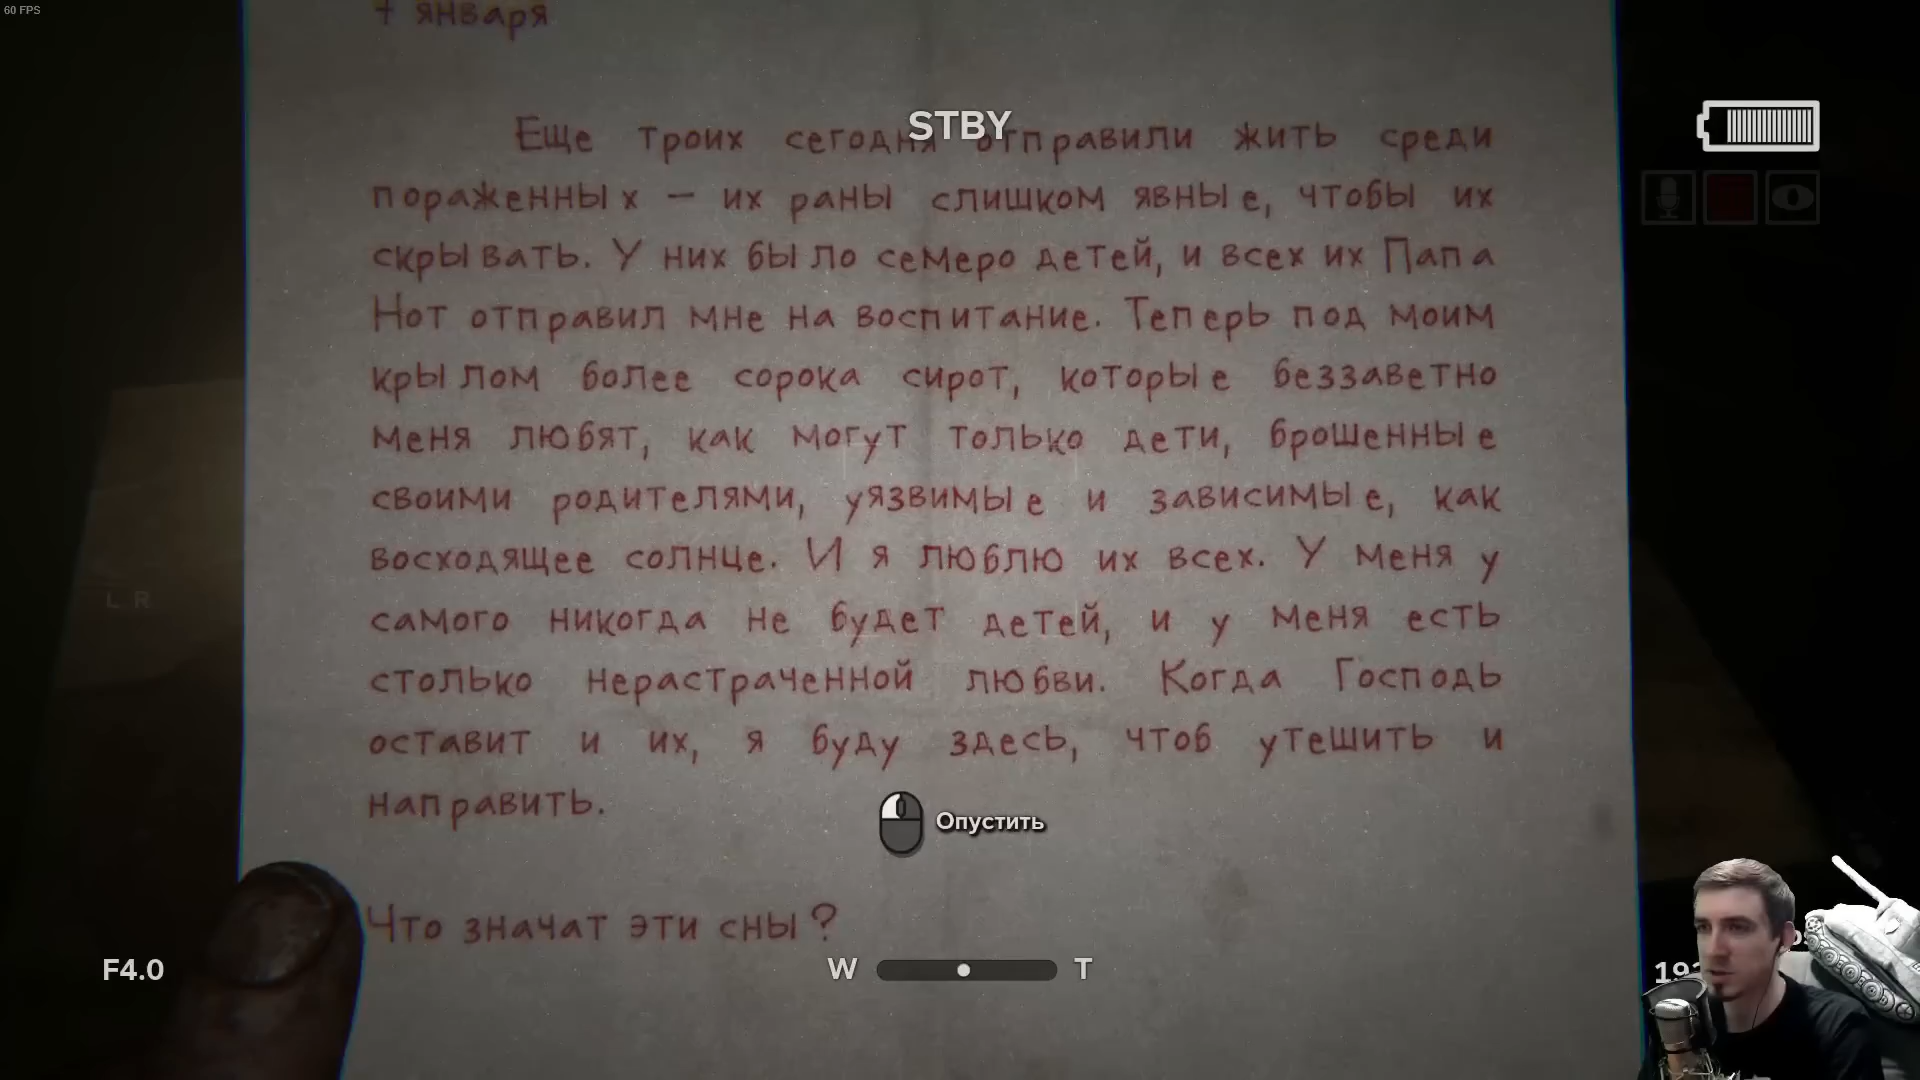 60 FPS
7 января
STBY
Еще троих сегодня отправили жить среди
пораженных – их раны слишком явные, чтобы их
скрывать. У них было семеро детей, и всех их Папа
Нот отправил мне на воспитание. Теперь под моим
крылом более сорока сирот, которые беззаветно
меня любят, как могут только дети, брошенные
своими родителями, уязвимые и зависимые, как
восходящее солнце. И я люблю их всех. У меня у
L R
самого никогда не будет детей, и у меня есть
столько нерастраченной любви. Когда Господь
оставит и их, я буду здесь, чтоб утешить и
направить.
Опустить
Что значат эти сны?
F4.0
W T